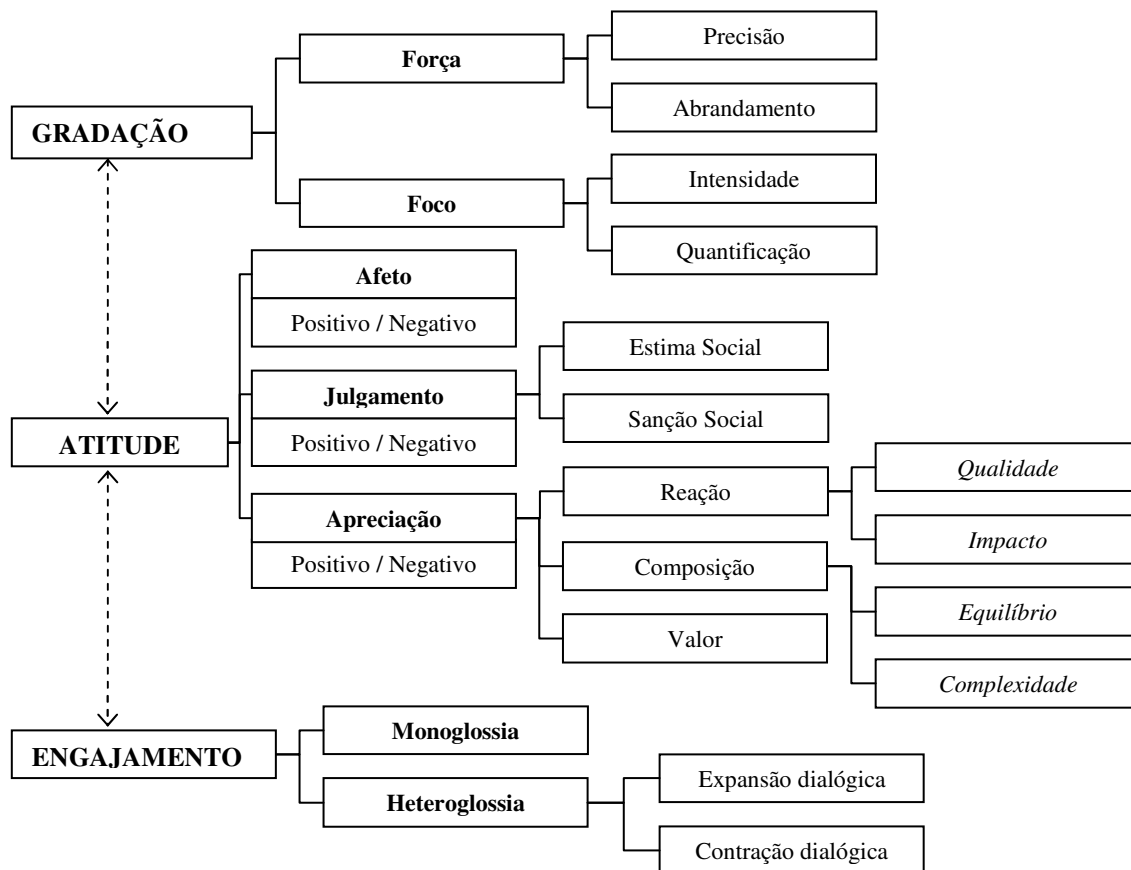 Precisão
Força
Abrandamento
GRADAÇÃO
Intensidade
Foco
Quantificação
Afeto
Positivo / Negativo
Estima Social
Julgamento
Sanção Social
Positivo / Negativo
ATITUDE
Qualidade
Reação
Apreciação
Impacto
Positivo / Negativo
Composição
Equilíbrio
Valor
Complexidade
Monoglossia
ENGAJAMENTO
Expansão dialógica
Heteroglossia
Contração dialógica